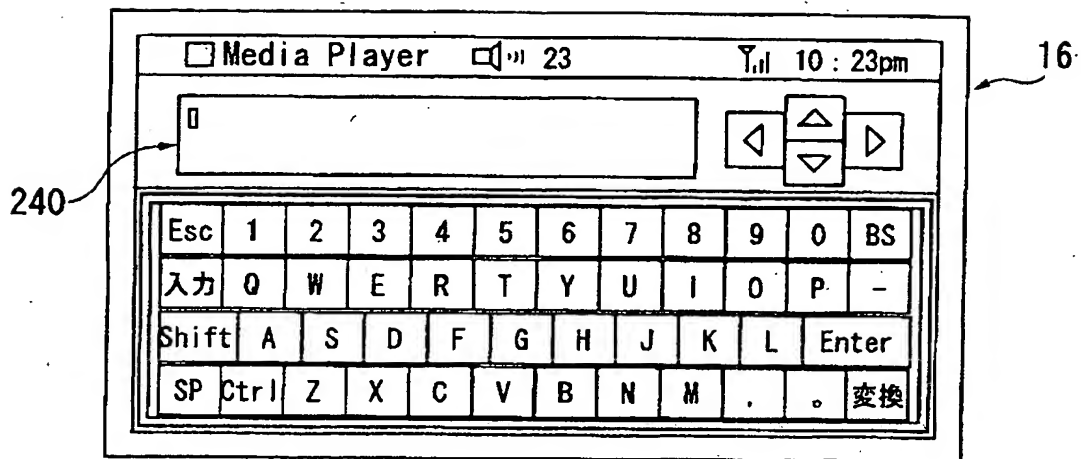 Media Player 23 10:23pm
16
240
Esc 1 2 3 4 5 6 7 8 9 0 BS
入力 Q W E R T Y U I O P -
Shift A S D F G H J K L Enter
SP Ctrl Z X C V B N M . 。 変換